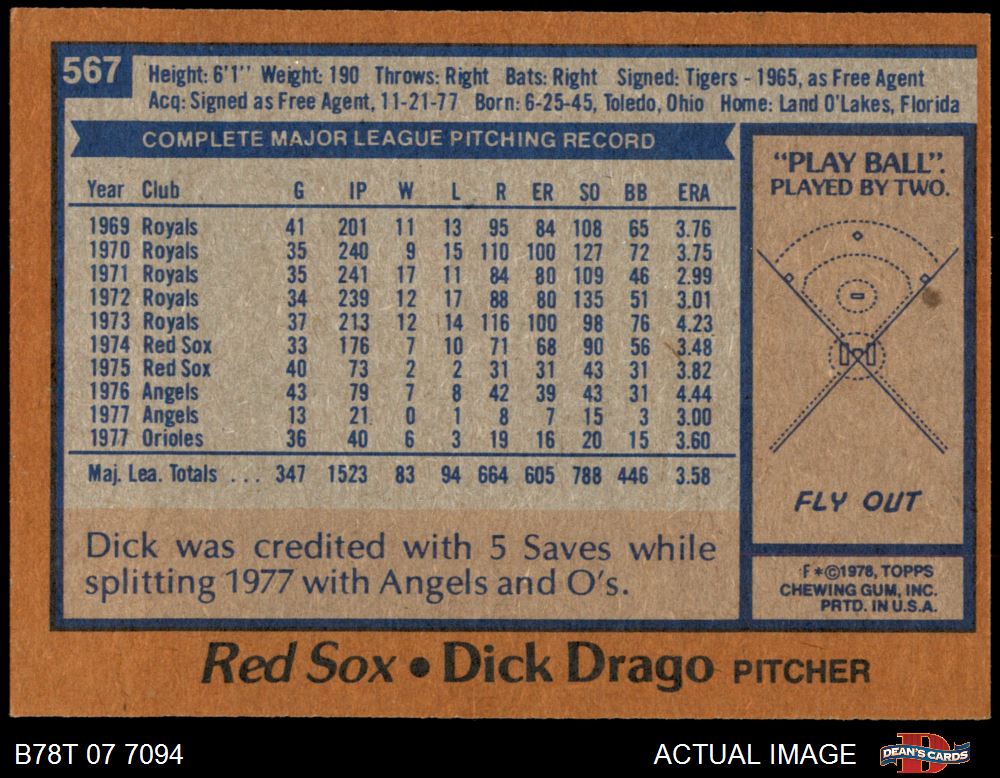 567
Height: 6'1" Weight: 190 Throws: Right Bats: Right Signed: Tigers - 1965, as Free Agent
Acq: Signed as Free Agent, 11-21-77 Born: 6-25-45, Toledo, Ohio Home: Land O'Lakes, Florida
COMPLETE MAJOR LEAGUE PITCHING RECORD
Year Club G IP W L R ER SO BB ERA
1969 Royals 41 201 11 13 95 84 108 65 3.76
1970 Royals 35 240 9 15 110 100 127 72 3.75
1971 Royals 35 241 17 11 84 80 109 46 2.99
1972 Royals 34 239 12 17 88 80 135 51 3.01
1973 Royals 37 213 12 14 116 100 98 76 4.23
1974 Red Sox 33 176 7 10 71 68 90 56 3.48
1975 Red Sox 40 73 2 2 31 31 43 31 3.82
1976 Angels 43 79 7 8 42 39 43 31 4.44
1977 Angels 13 21 0 1 8 7 15 3 3.00
1977 Orioles 36 40 6 3 19 16 20 15 3.60
Maj. Lea. Totals ... 347 1523 83 94 664 605 788 446 3.58
Dick was credited with 5 Saves while
splitting 1977 with Angels and O's.
"PLAY BALL".
PLAYED BY TWO.
FLY OUT
F*©1978, TOPPS
CHEWING GUM, INC.
PRTD. IN U.S.A.
Red Sox • Dick Drago PITCHER
B78T 07 7094
ACTUAL IMAGE
DEAN'S CARDS